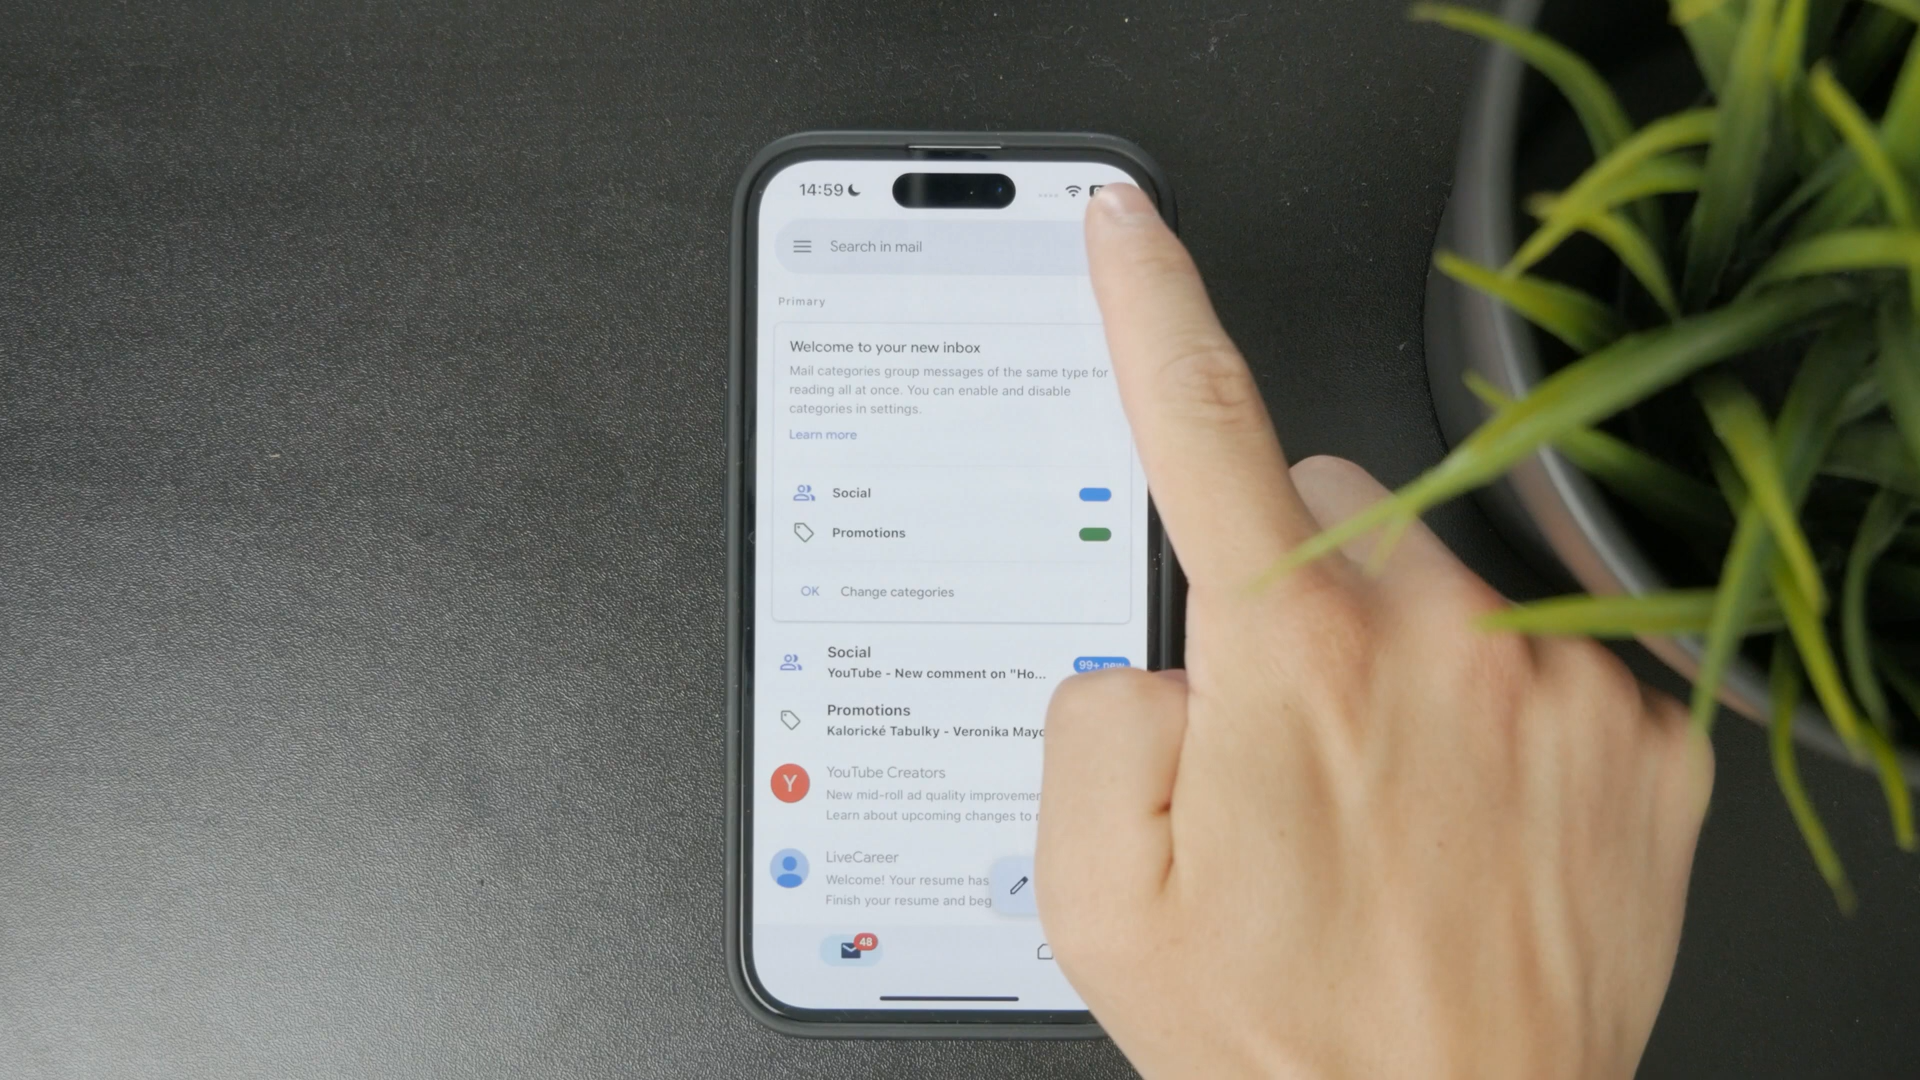 14:59
Search in mail
Primary
Welcome to your new inbox
Mail categories group messages of the same type for
reading all at once. You can enable and disable
categories in settings.
Learn more
Social
Promotions
OK Change categories
Social
99+ new
YouTube - New comment on "Ho...
Promotions
Kalorické Tabulky - Veronika
Y
YouTube Creators
New mid-roll ad quality
Learn about upcoming changes to
LiveCareer
Welcome! Your resume has
Finish your resume and
48